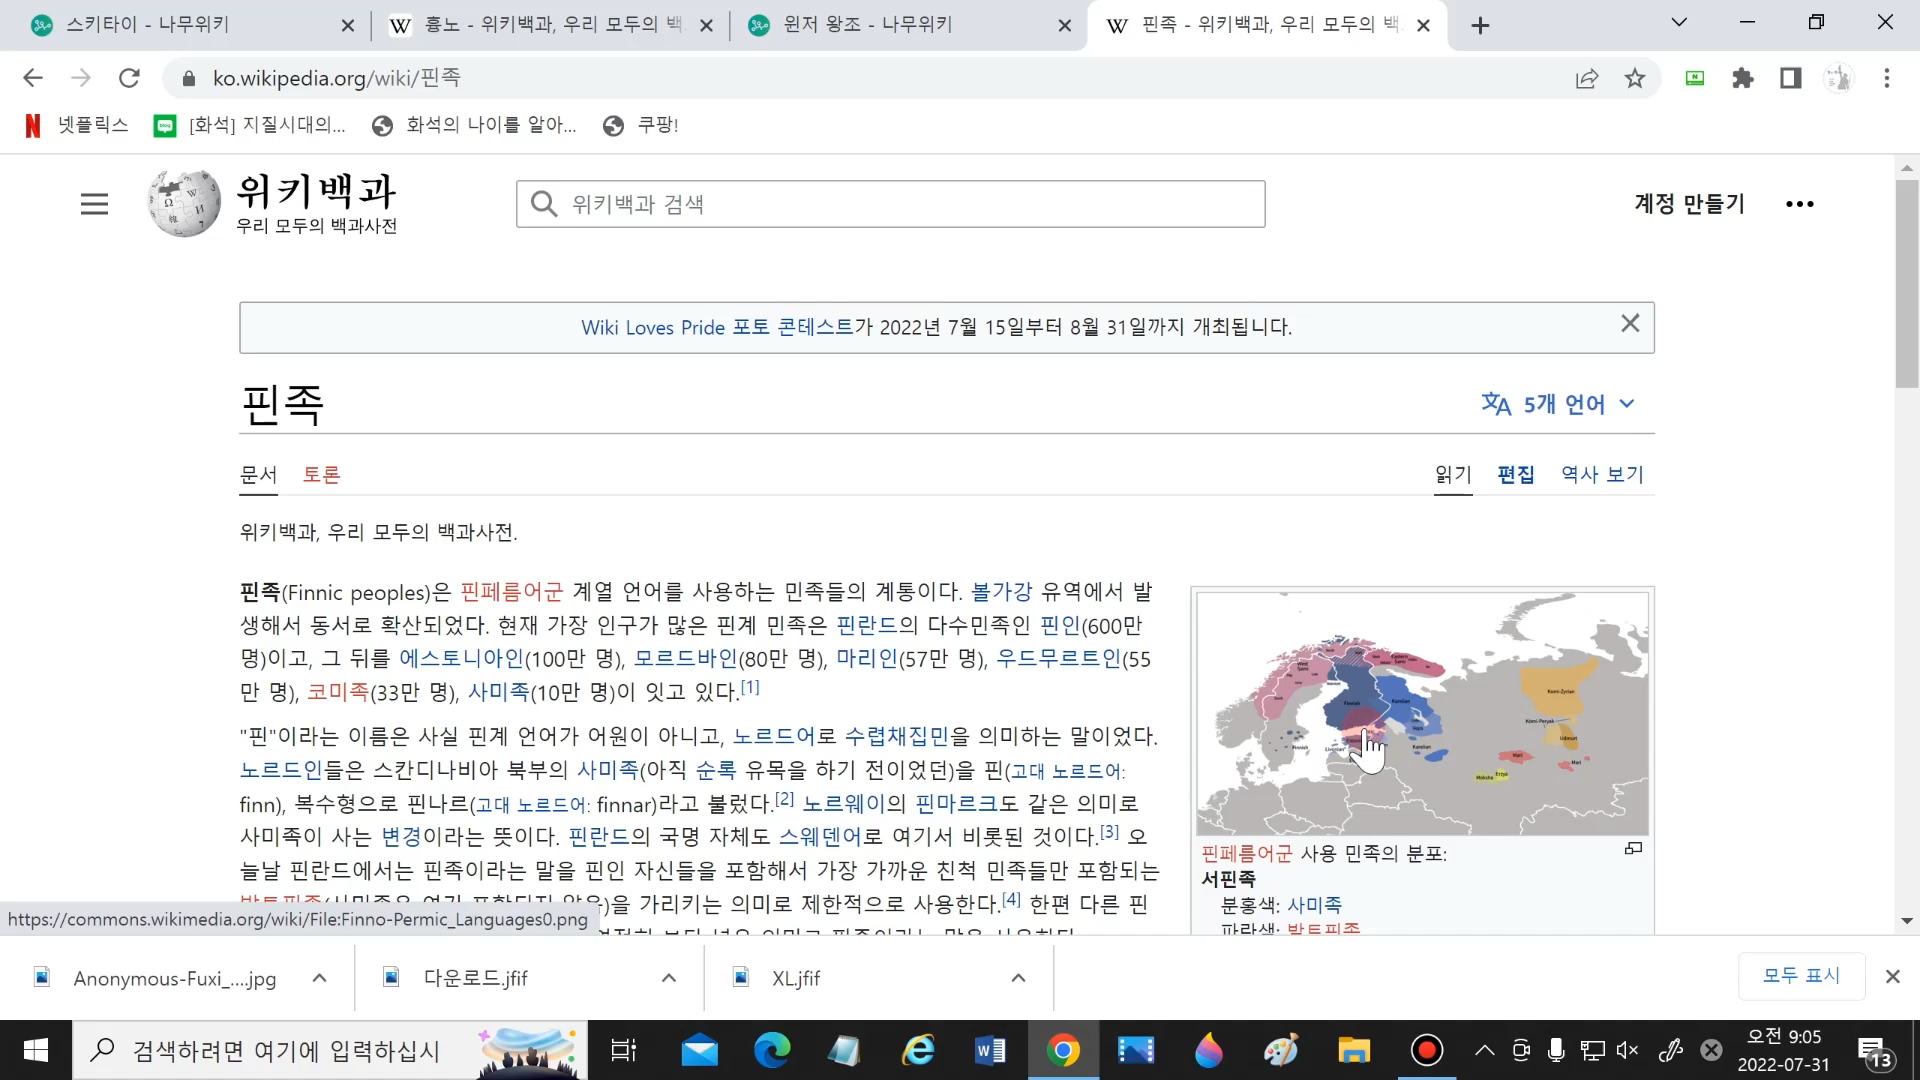 스키타이 - 나무위키
흉노 - 위키백과, 우리 모두의 백
윈저 왕조 - 나무위키
핀족 - 위키백과, 우리 모두의 백
ko.wikipedia.org/wiki/핀족
넷플릭스
[화석] 지질시대의...
화석의 나이를 알아...
쿠팡!
위키백과
우리 모두의 백과사전
위키백과 검색
계정 만들기
Wiki Loves Pride 포토 콘테스트가 2022년 7월 15일부터 8월 31일까지 개최됩니다.
핀족
5개 언어
문서
토론
읽기
편집
역사 보기
위키백과, 우리 모두의 백과사전.
핀족(Finnic peoples)은 핀페름어군 계열 언어를 사용하는 민족들의 계통이다. 볼가강 유역에서 발
생해서 동서로 확산되었다. 현재 가장 인구가 많은 핀계 민족은 핀란드의 다수민족인 핀인(600만
명)이고, 그 뒤를 에스토니아인(100만 명), 모르드바인(80만 명), 마리인(57만 명), 우드무르트인(55
만 명), 코미족(33만 명), 사미족(10만 명)이 잇고 있다.[1]
"핀"이라는 이름은 사실 핀계 언어가 어원이 아니고, 노르드어로 수렵채집민을 의미하는 말이었다.
노르드인들은 스칸디나비아 북부의 사미족(아직 순록 유목을 하기 전이었던)을 핀(고대 노르드어:
finn), 복수형으로 핀나르(고대 노르드어: finnar)라고 불렀다.[2] 노르웨이의 핀마르크도 같은 의미로
사미족이 사는 변경이라는 뜻이다. 핀란드의 국명 자체도 스웨덴어로 여기서 비롯된 것이다.[3] 오
늘날 핀란드에서는 핀족이라는 말을 핀인 자신들을 포함해서 가장 가까운 친척 민족들만 포함되는
)을 가리키는 의미로 제한적으로 사용한다.[4] 한편 다른 핀
핀페름어군 사용 민족의 분포:
서핀족
분홍색: 사미족
파란색: 발트핀족
https://commons.wikimedia.org/wiki/File:Finno-Permic_Languages0.png
Anonymous-Fuxi_....jpg
다운로드.jfif
XL.jfif
모두 표시
검색하려면 여기에 입력하십시
오전 9:05
2022-07-31
13